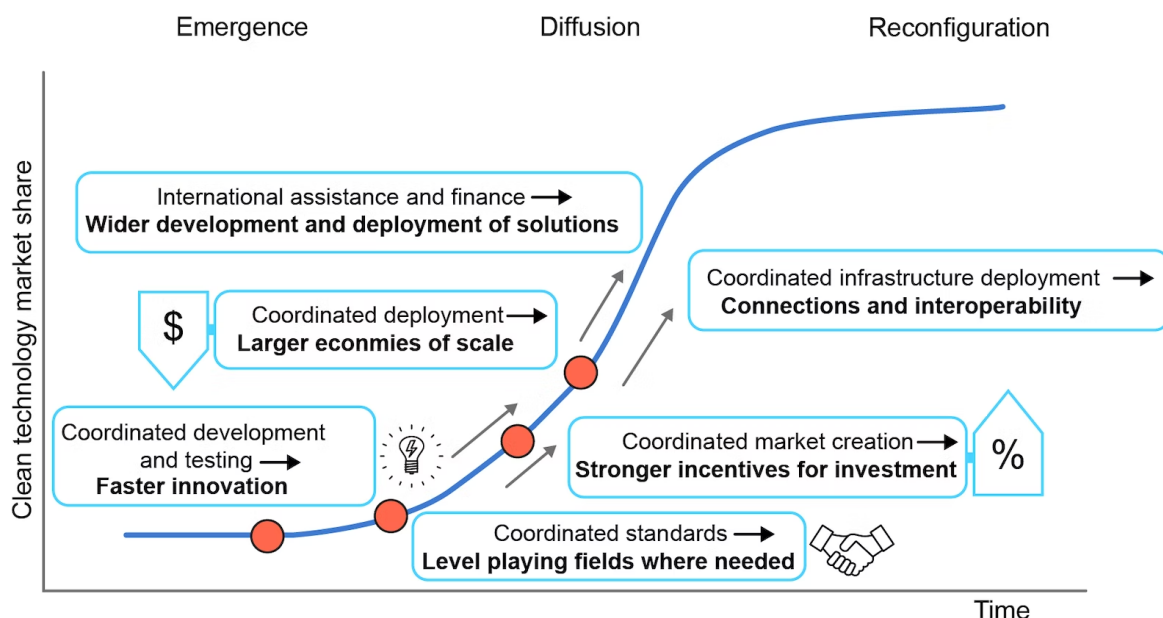 Emergence
Diffusion
Reconfiguration
Clean technology market share
International assistance and finance →
Wider development and deployment of solutions
Coordinated infrastructure deployment →
Connections and interoperability
$
Coordinated deployment →
Larger econmies of scale
Coordinated development
and testing →
Faster innovation
Coordinated market creation →
Stronger incentives for investment
%
Coordinated standards →
Level playing fields where needed
Time